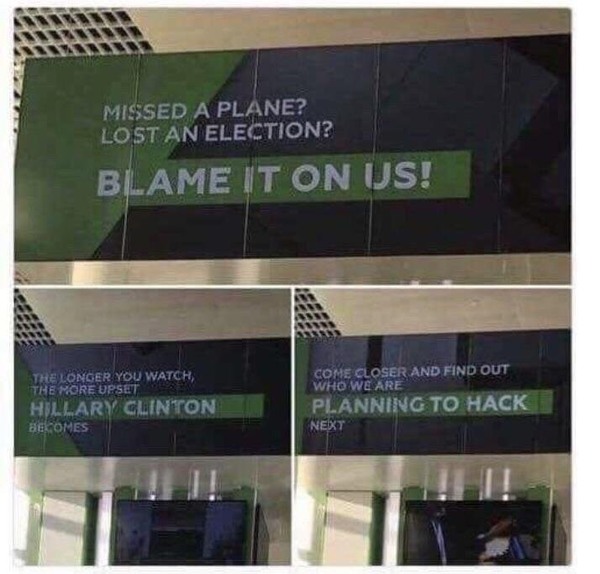 MISSED A PLANE?
LOST AN ELECTION?
BLAME IT ON US!
THE LONGER YOU WATCH,
THE MORE UPSET
HILLARY CLINTON
BECOMES
COME CLOSER AND FIND OUT
WHO WE ARE
PLANNING TO HACK
NEXT